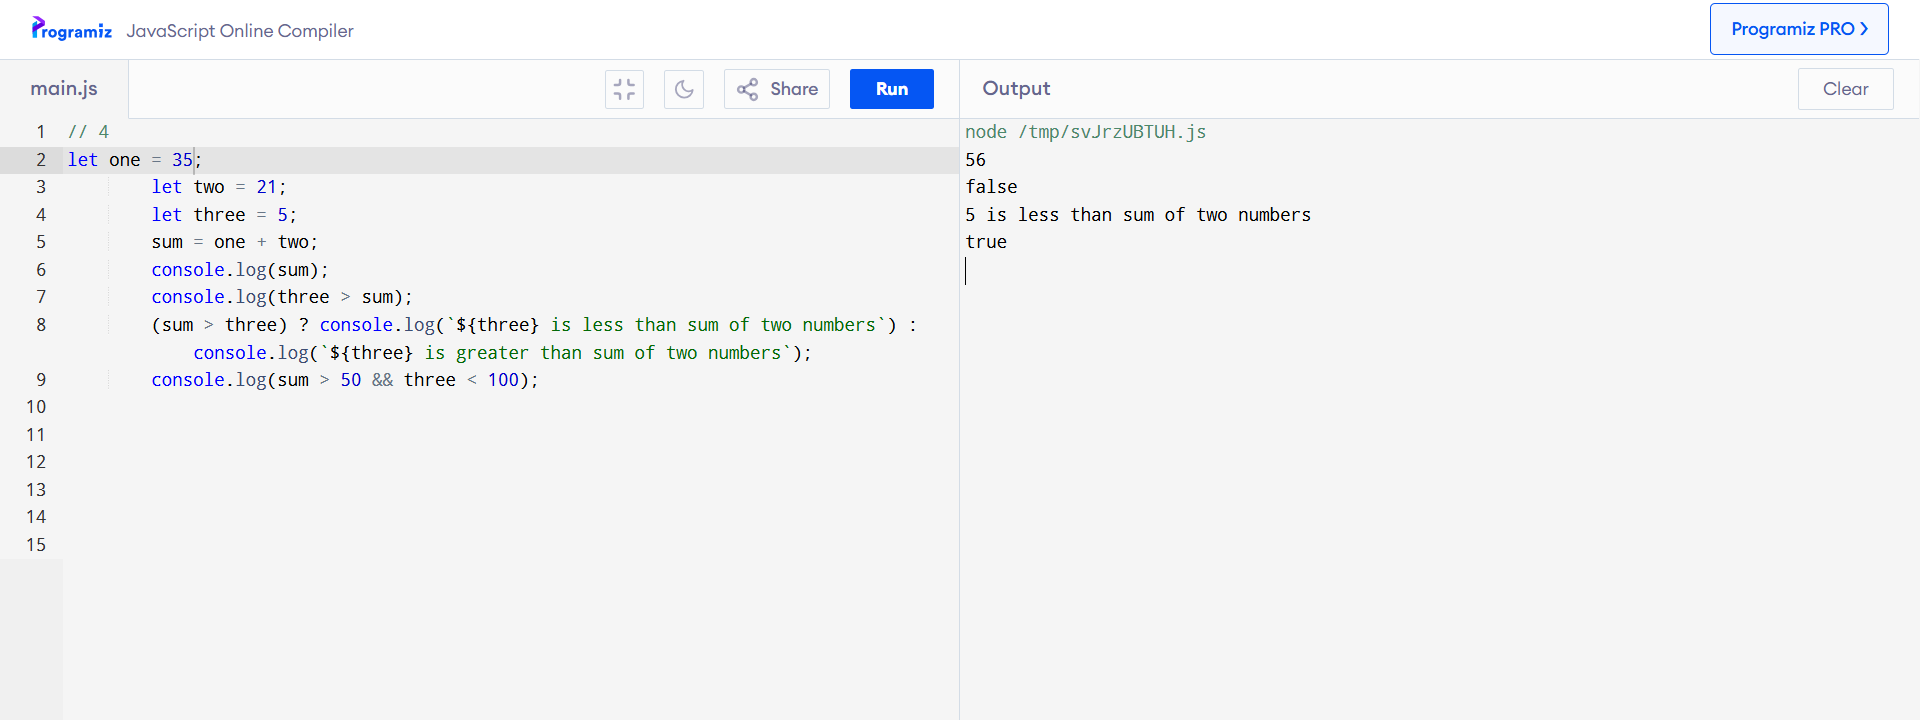 Programiz JavaScript Online Compiler
Programiz PRO
main.js
Share
Run
Output
Clear
1 // 4
2 let one = 35;
3 let two = 21;
4 let three = 5;
5 sum = one + two;
6 console.log(sum);
7 console.log(three > sum);
8 (sum > three) ? console.log(`${three} is less than sum of two numbers`) :
console.log(`${three} is greater than sum of two numbers`);
9 console.log(sum > 50 && three < 100);
10
11
12
13
14
15
node /tmp/svJrzUBTUH.js
56
false
5 is less than sum of two numbers
true